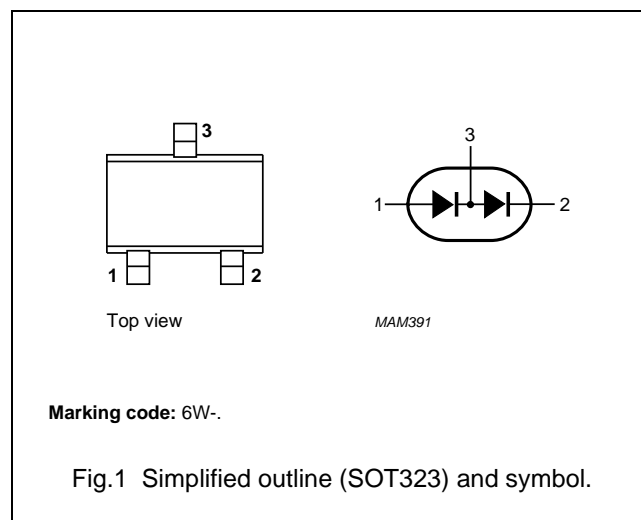 3
1
2
Top view
3
1
2
MAM391
Marking code: 6W-.
Fig.1 Simplified outline (SOT323) and symbol.